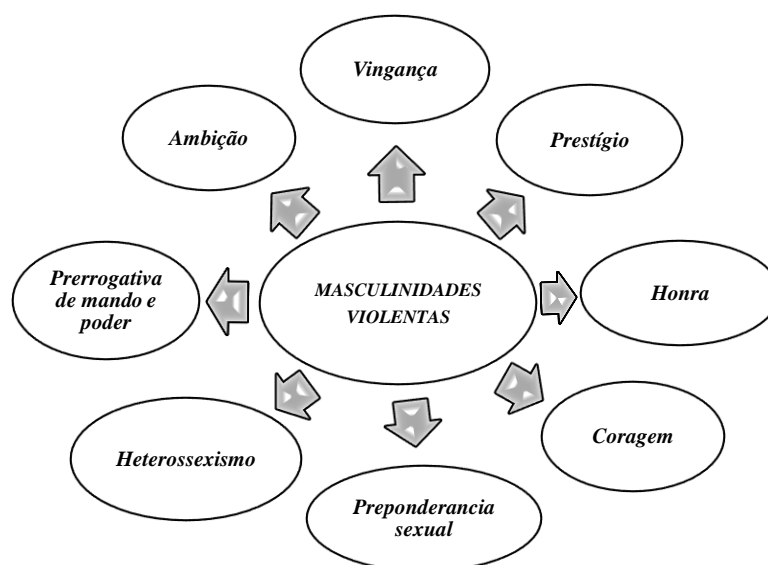 Vingança
Ambição
Prestígio
Prerrogativa
de mando e
poder
MASCULINIDADES
VIOLENTAS
Honra
Heterossexismo
Coragem
Preponderancia
sexual